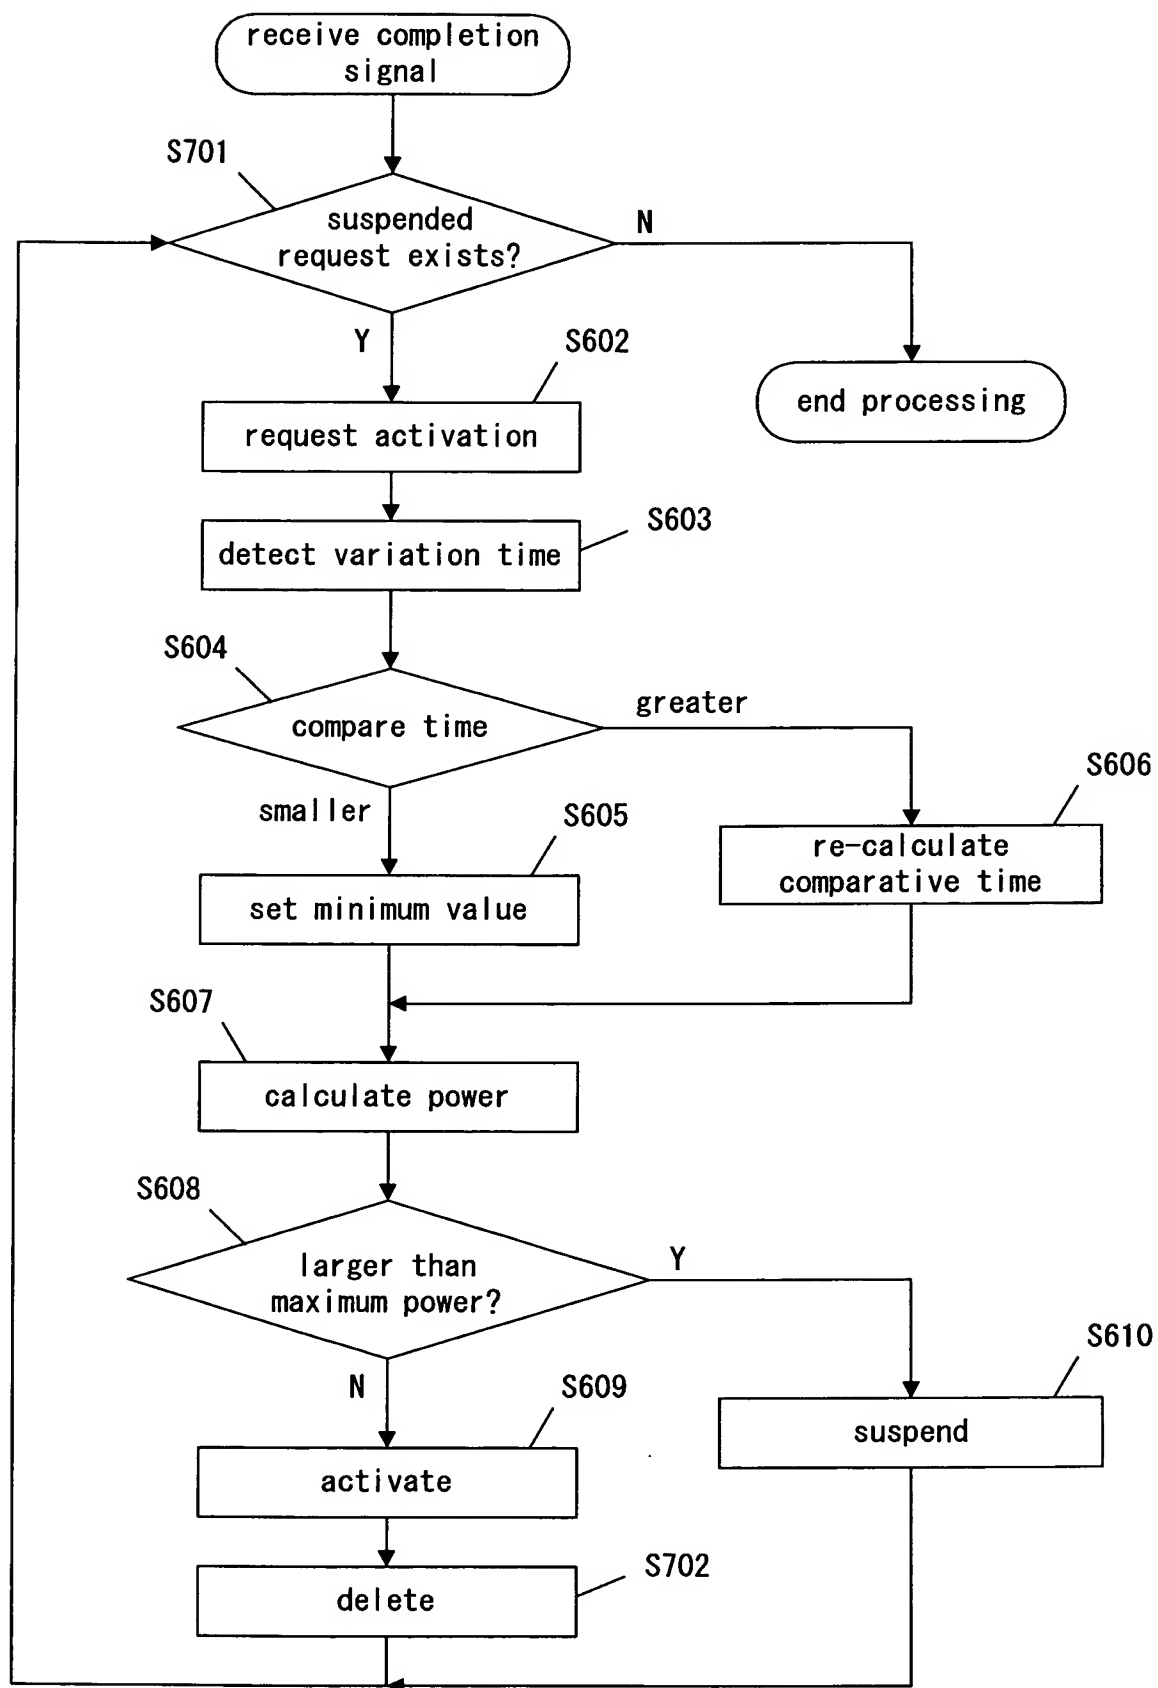 receive completion
signal
S701
suspended
request exists?
N
Y
S602
end processing
request activation
S603
detect variation time
S604
greater
compare time
S606
smaller
S605
re-calculate
comparative time
set minimum value
S607
calculate power
S608
Y
larger than
maximum power?
S610
N
S609
suspend
activate
S702
delete